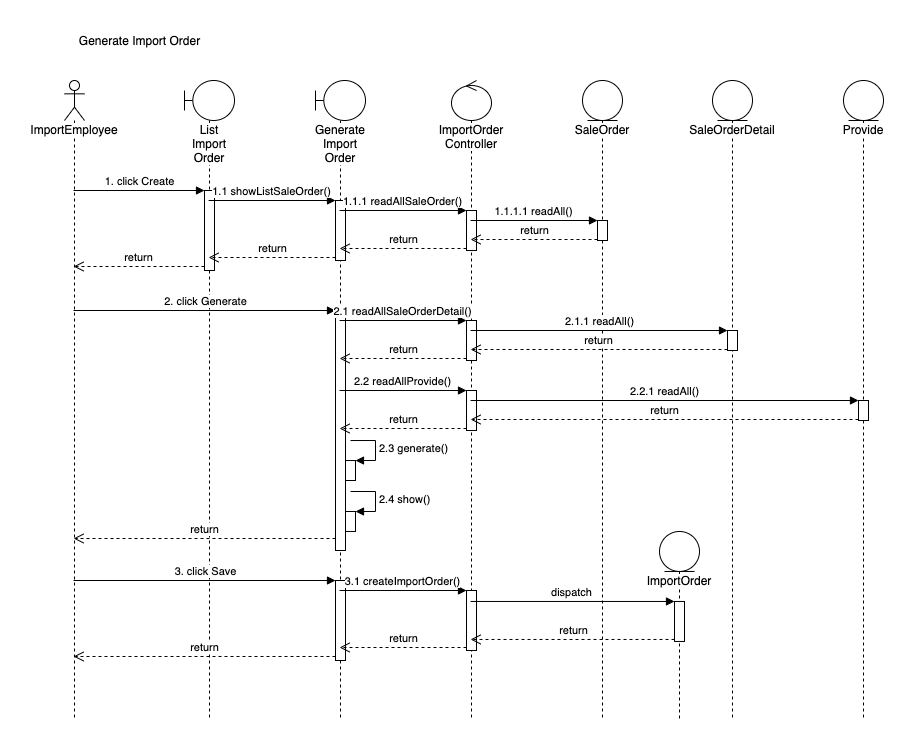 Generate Import Order
ImportEmployee
List
Import
Order
Generate
Import
Order
ImportOrder
Controller
SaleOrder
SaleOrderDetail
Provide
1. click Create
1.1 showListSaleOrder()
1.1.1 readAllSaleOrder()
1.1.1.1 readAll()
return
return
return
return
2. click Generate
2.1 readAllSaleOrderDetail()
2.1.1 readAll()
return
return
2.2 readAllProvide()
2.2.1 readAll()
return
return
2.3 generate()
2.4 show()
return
3. click Save
3.1 createImportOrder()
ImportOrder
dispatch
return
return
return